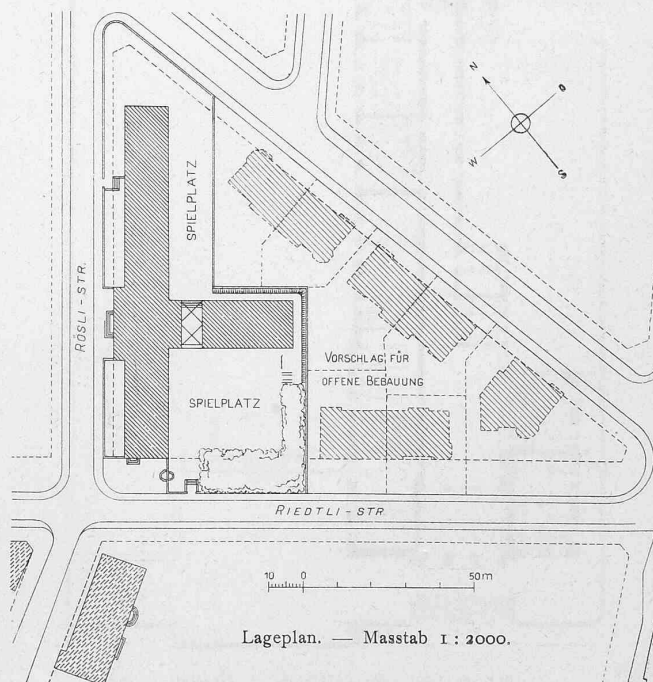 N
O
W
S
SPIELPLATZ
RÖSLI-STR.
VORSCHLAG FÜR
OFFENE BEBAUUNG
SPIELPLATZ
RIEDTLI-STR.
10 0 50m
Lageplan. — Masstab 1:2000.